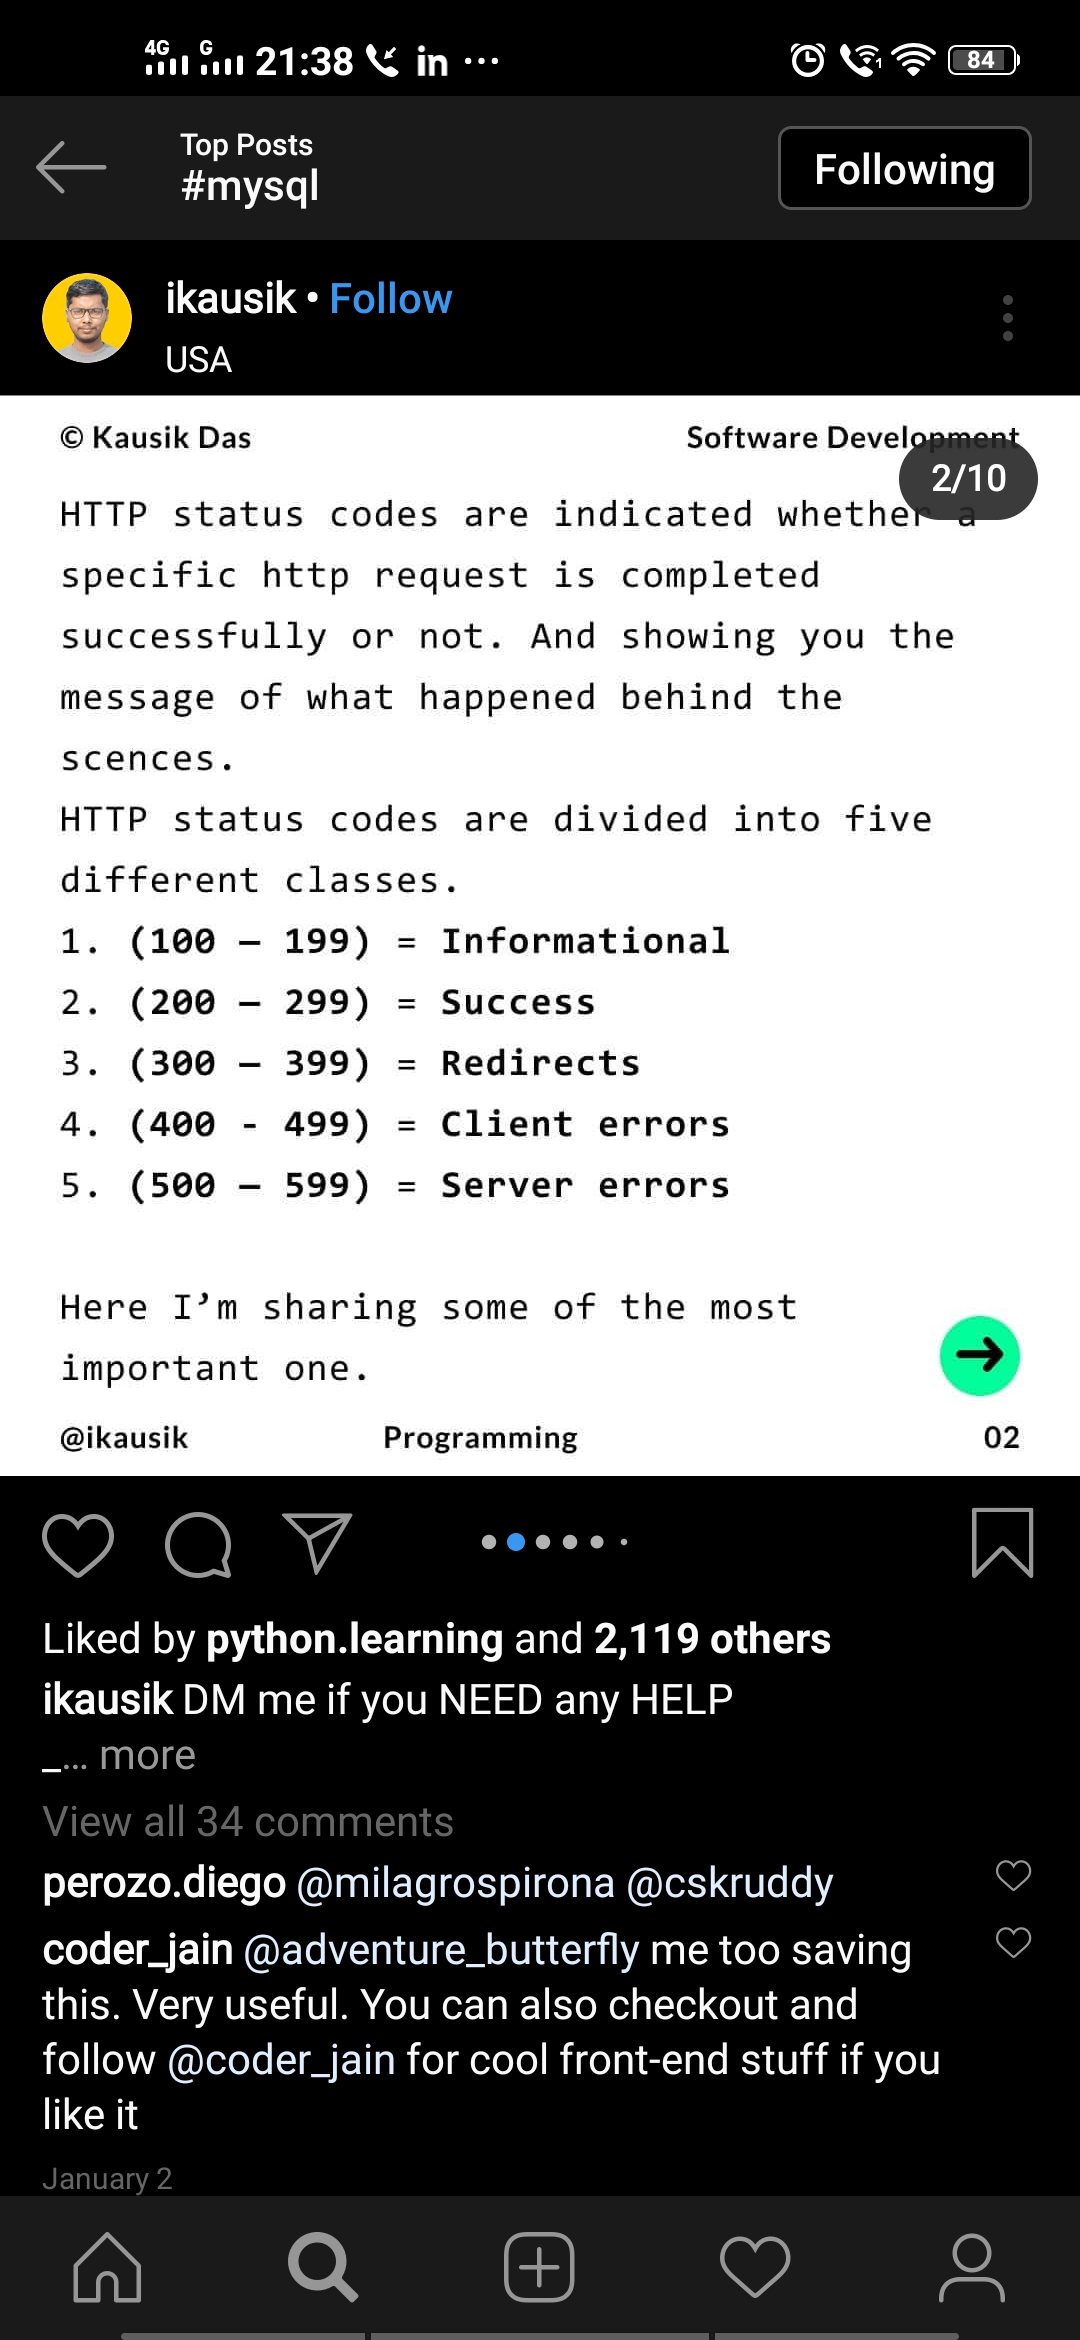 4G G 21:38 in ...
84
Top Posts
#mysql
Following
ikausik • Follow
USA
© Kausik Das Software Development
2/10
HTTP status codes are indicated whether a
specific http request is completed
successfully or not. And showing you the
message of what happened behind the
scences.
HTTP status codes are divided into five
different classes.
1. (100 – 199) = Informational
2. (200 – 299) = Success
3. (300 – 399) = Redirects
4. (400 - 499) = Client errors
5. (500 – 599) = Server errors
Here I’m sharing some of the most
important one.
@ikausik Programming 02
Liked by python.learning and 2,119 others
ikausik DM me if you NEED any HELP
_... more
View all 34 comments
perozo.diego @milagrospirona @cskruddy
coder_jain @adventure_butterfly me too saving
this. Very useful. You can also checkout and
follow @coder_jain for cool front-end stuff if you
like it
January 2